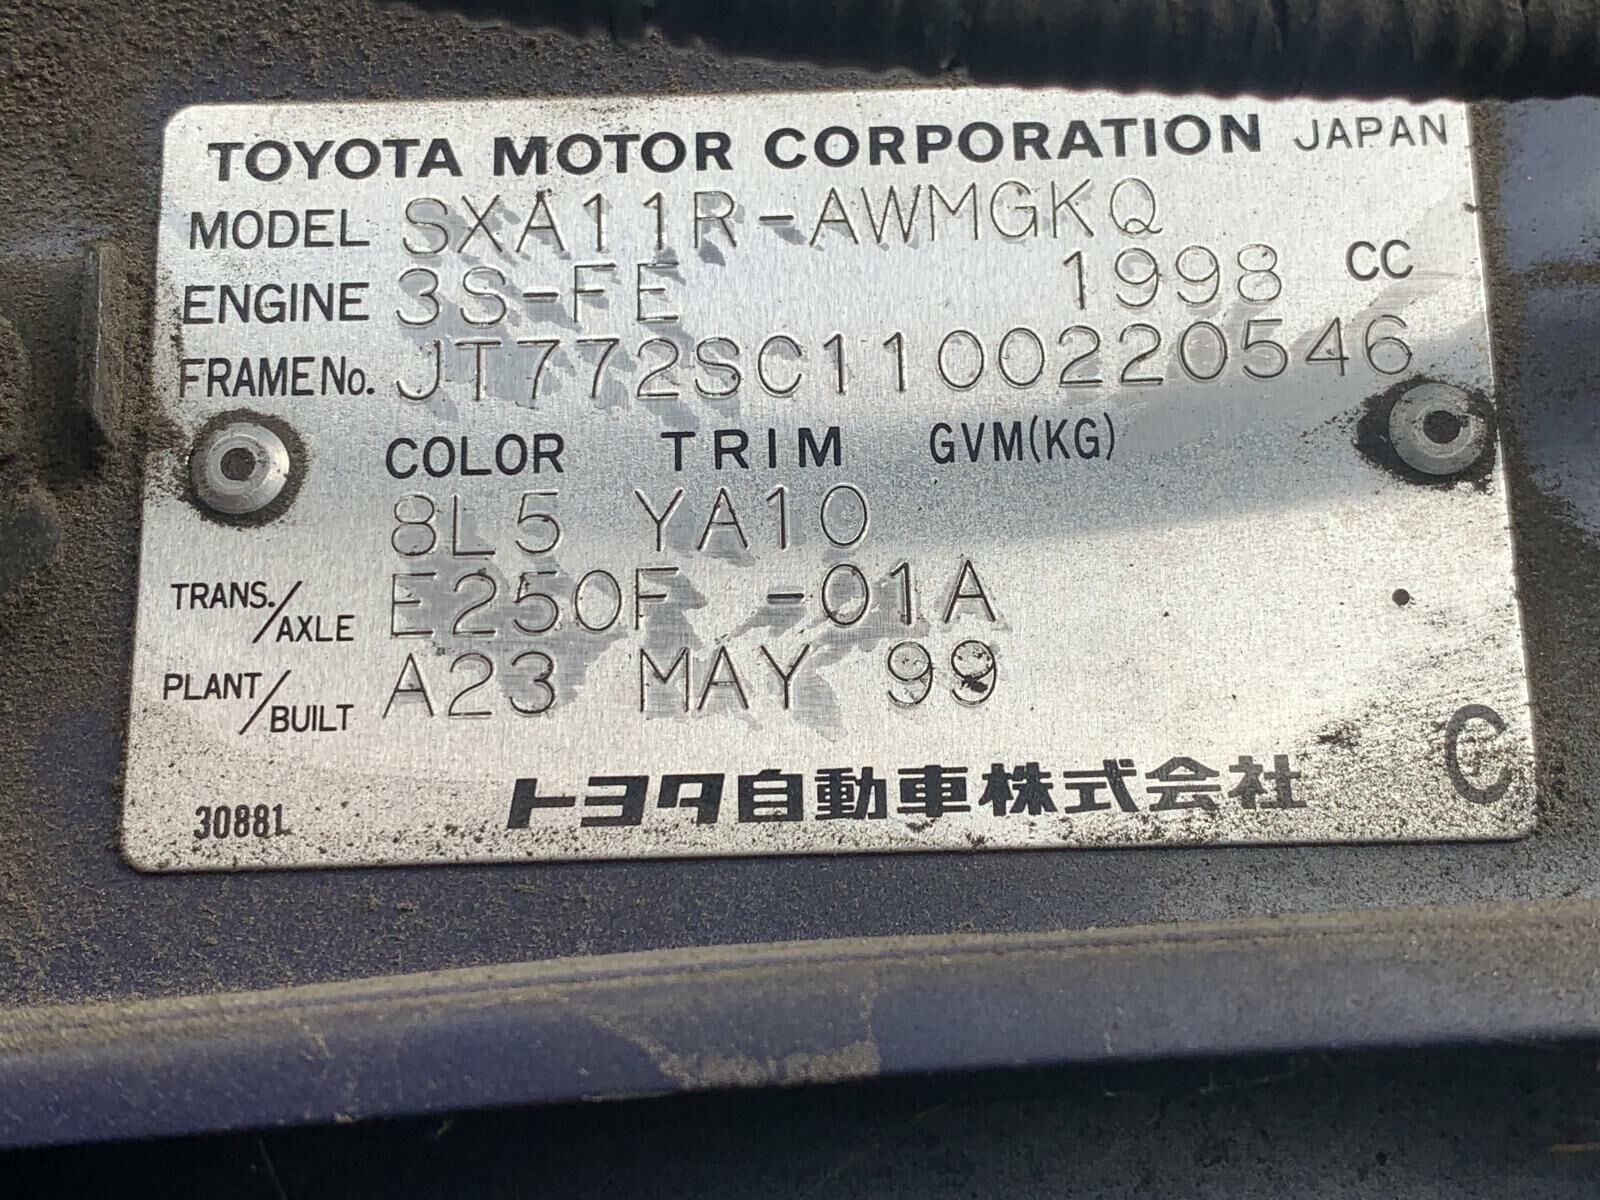 TOYOTA MOTOR CORPORATION JAPAN
MODEL SXA11R-AWMGKQ
ENGINE 3S-FE 1998 CC
FRAME No. JT772SC1100220546
COLOR TRIM GVM(KG)
8L5 YA10
TRANS./AXLE E250F -01A
PLANT/BUILT A23 MAY 99
トヨタ自動車株式会社 C
30881